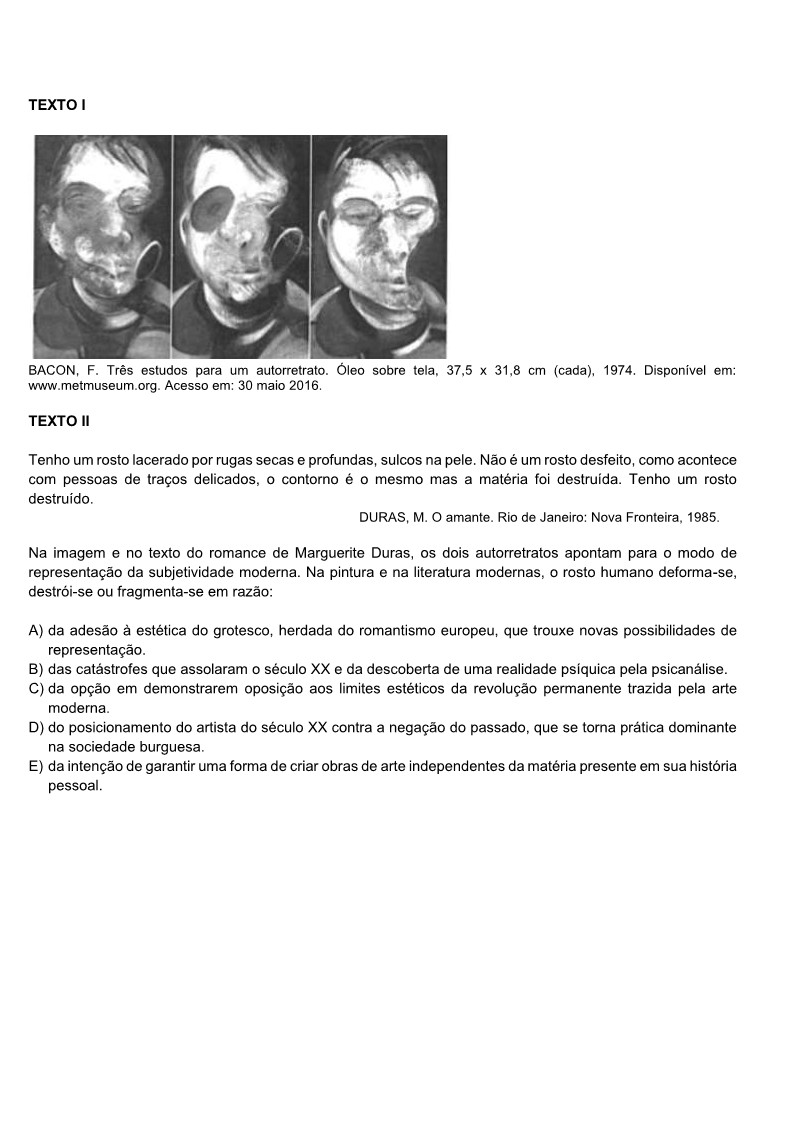 TEXTO I
BACON, F. Três estudos para um autorretrato. Óleo sobre tela, 37,5 x 31,8 cm (cada), 1974. Disponível em:
www.metmuseum.org. Acesso em: 30 maio 2016.
TEXTO II
Tenho um rosto lacerado por rugas secas e profundas, sulcos na pele. Não é um rosto desfeito, como acontece
com pessoas de traços delicados, o contorno é o mesmo mas a matéria foi destruída. Tenho um rosto
destruído.
DURAS, M. O amante. Rio de Janeiro: Nova Fronteira, 1985.
Na imagem e no texto do romance de Marguerite Duras, os dois autorretratos apontam para o modo de
representação da subjetividade moderna. Na pintura e na literatura modernas, o rosto humano deforma-se,
destrói-se ou fragmenta-se em razão:
A) da adesão à estética do grotesco, herdada do romantismo europeu, que trouxe novas possibilidades de
representação.
B) das catástrofes que assolaram o século XX e da descoberta de uma realidade psíquica pela psicanálise.
C) da opção em demonstrarem oposição aos limites estéticos da revolução permanente trazida pela arte
moderna.
D) do posicionamento do artista do século XX contra a negação do passado, que se torna prática dominante
na sociedade burguesa.
E) da intenção de garantir uma forma de criar obras de arte independentes da matéria presente em sua história
pessoal.